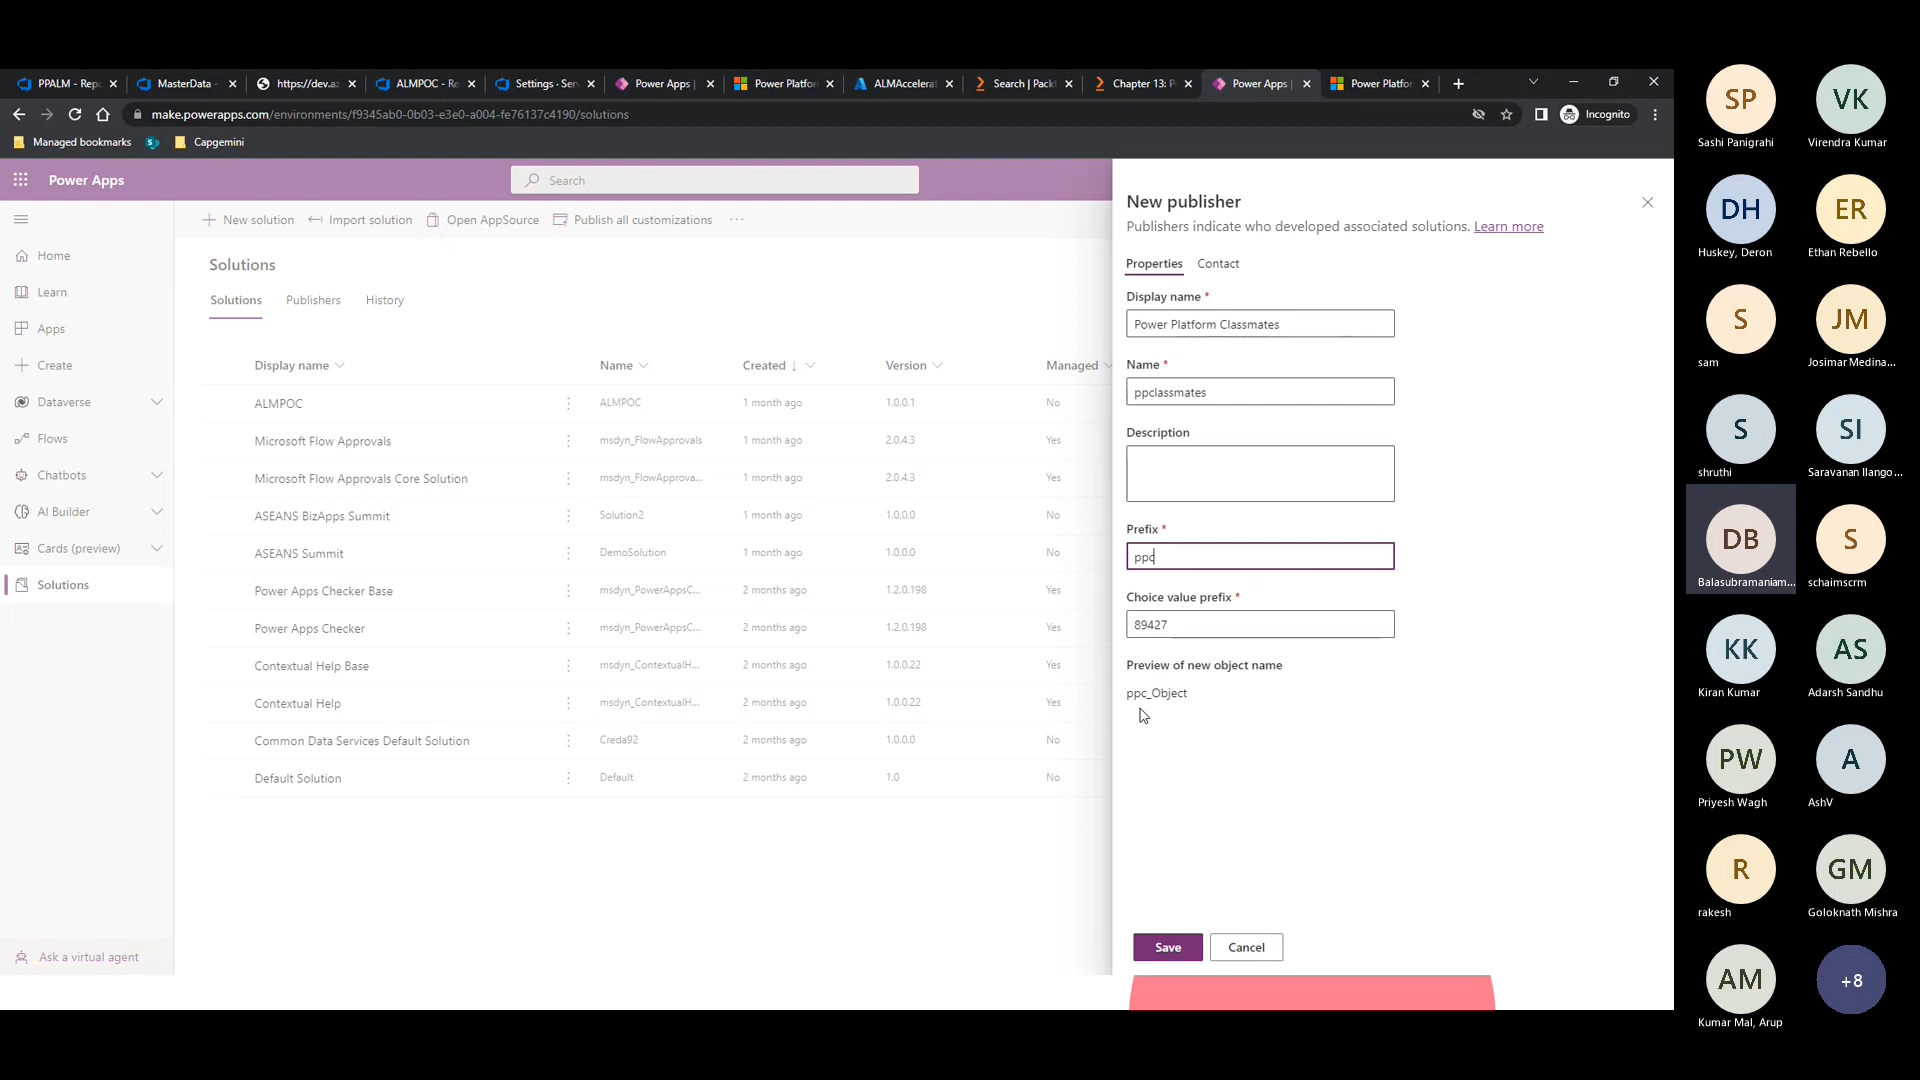 PPALM - Repo
MasterData -
https://dev.az
ALMPOC - Re
Settings · Serv
Power Apps |
Power Platfor
ALMAccelerat
Search | Packt
Chapter 13: P
Power Apps |
Power Platfor
make.powerapps.com/environments/f9345ab0-0b03-e3e0-a004-fe76137c4190/solutions
Incognito
Managed bookmarks
Capgemini
Power Apps
Search
New solution
Import solution
Open AppSource
Publish all customizations
Home
Learn
Apps
Create
Dataverse
Flows
Chatbots
AI Builder
Cards (preview)
Solutions
Ask a virtual agent
Solutions
Solutions Publishers History
Display name Name Created ↓ Version Managed
ALMPOC ALMPOC 1 month ago 1.0.0.1 No
Microsoft Flow Approvals msdyn_FlowApprovals 1 month ago 2.0.4.3 Yes
Microsoft Flow Approvals Core Solution msdyn_FlowApprova... 1 month ago 2.0.4.3 Yes
ASEANS BizApps Summit Solution2 1 month ago 1.0.0.0 No
ASEANS Summit DemoSolution 1 month ago 1.0.0.0 No
Power Apps Checker Base msdyn_PowerAppsC... 2 months ago 1.2.0.198 Yes
Power Apps Checker msdyn_PowerAppsC... 2 months ago 1.2.0.198 Yes
Contextual Help Base msdyn_ContextualH... 2 months ago 1.0.0.22 Yes
Contextual Help msdyn_ContextualH... 2 months ago 1.0.0.22 Yes
Common Data Services Default Solution Creda92 2 months ago 1.0.0.0 No
Default Solution Default 2 months ago 1.0 No
New publisher
Publishers indicate who developed associated solutions. Learn more
Properties Contact
Display name *
Power Platform Classmates
Name *
ppclassmates
Description
Prefix *
ppc
Choice value prefix *
89427
Preview of new object name
ppc_Object
Save
Cancel
SP
Sashi Panigrahi
VK
Virendra Kumar
DH
Huskey, Deron
ER
Ethan Rebello
S
sam
JM
Josimar Medina...
S
shruthi
SI
Saravanan Ilango ...
DB
Balasubramaniam...
S
schaimscrm
KK
Kiran Kumar
AS
Adarsh Sandhu
PW
Priyesh Wagh
A
AshV
R
rakesh
GM
Goloknath Mishra
AM
Kumar Mal, Arup
+8